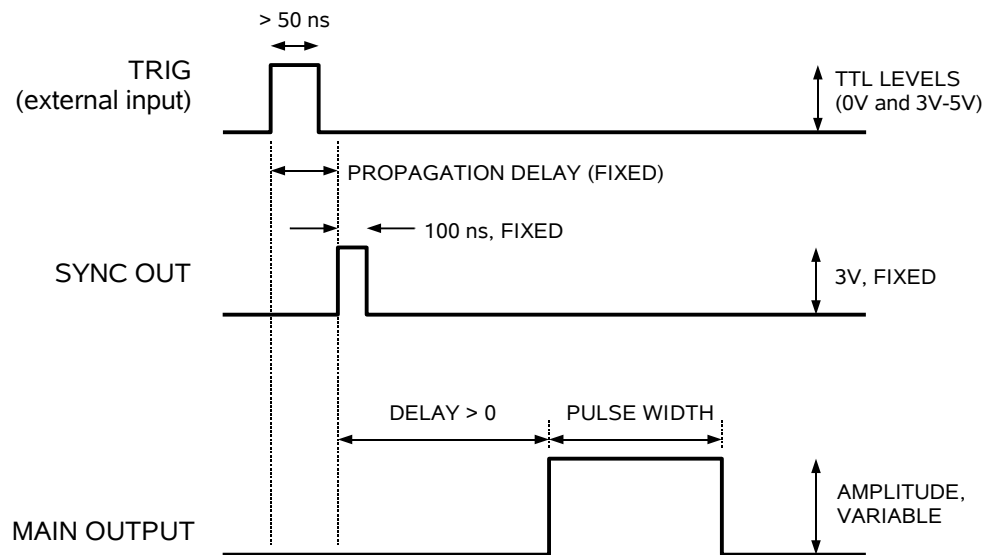 > 50 ns
TRIG
(external input)
TTL LEVELS
(0V and 3V-5V)
PROPAGATION DELAY (FIXED)
100 ns, FIXED
SYNC OUT
3V, FIXED
DELAY > 0
PULSE WIDTH
MAIN OUTPUT
AMPLITUDE,
VARIABLE